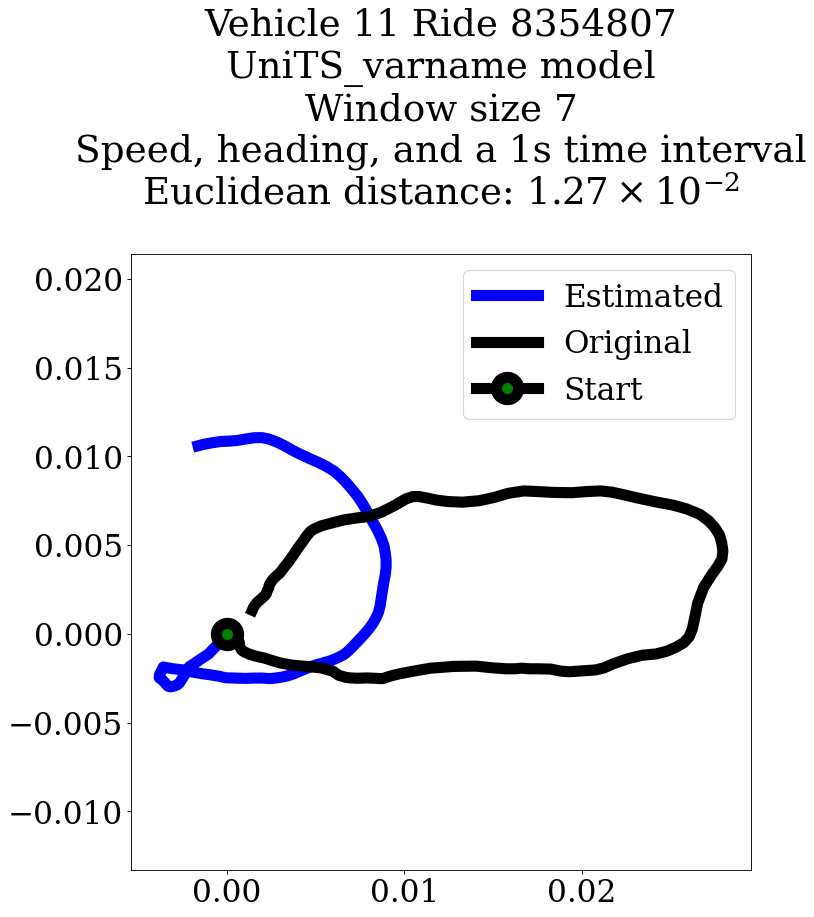 Vehicle 11 Ride 8354807
UniTS_varname model
Window size 7
Speed, heading, and a 1s time interval
Euclidean distance: 1.27 × 10⁻²
Estimated
Original
Start
0.020
0.015
0.010
0.005
0.000
−0.005
−0.010
0.00 0.01 0.02